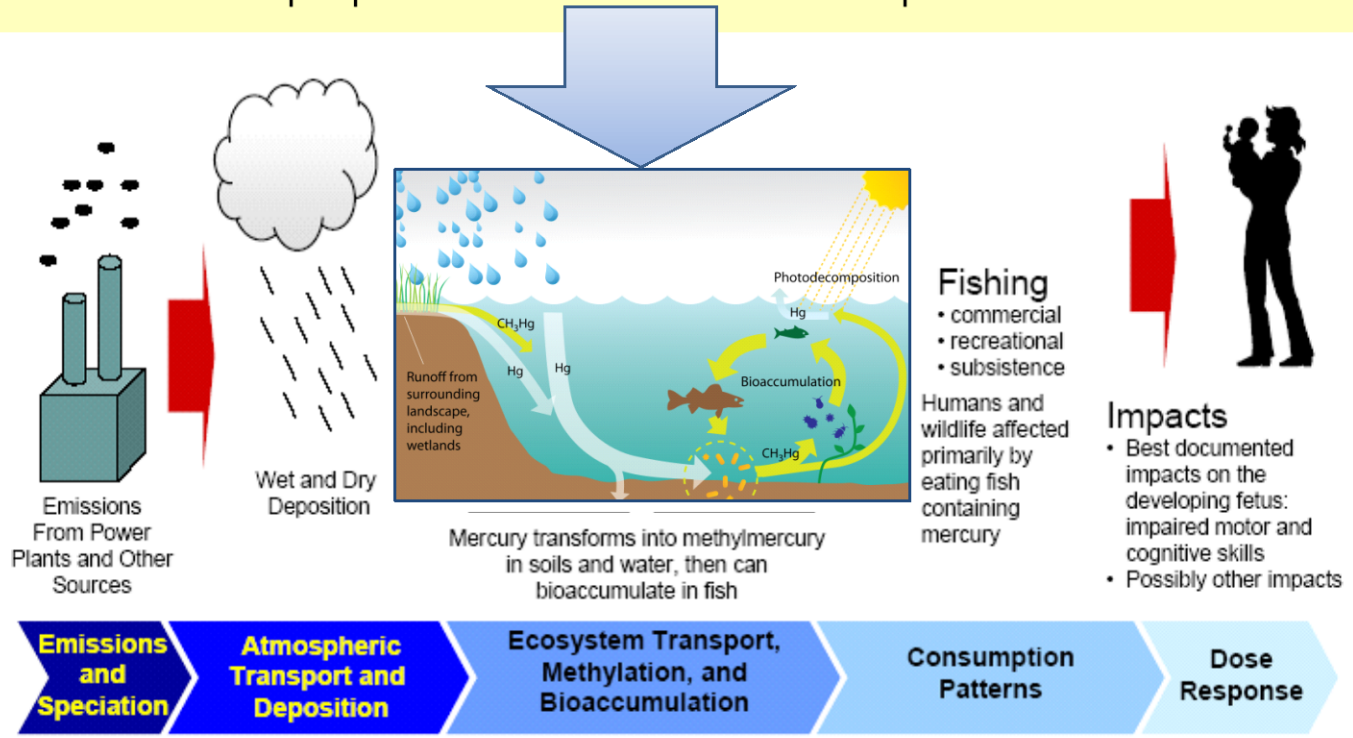 Emissions
From Power
Plants and Other
Sources
Wet and Dry
Deposition
Photodecomposition
Hg
CH₃Hg
Hg
Hg
Bioaccumulation
Runoff from
surrounding
landscape,
including
wetlands
CH₃Hg
Mercury transforms into methylmercury
in soils and water, then can
bioaccumulate in fish
Fishing
• commercial
• recreational
• subsistence
Humans and
wildlife affected
primarily by
eating fish
containing
mercury
Impacts
• Best documented
impacts on the
developing fetus:
impaired motor and
cognitive skills
• Possibly other impacts
Emissions
and
Speciation
Atmospheric
Transport and
Deposition
Ecosystem Transport,
Methylation, and
Bioaccumulation
Consumption
Patterns
Dose
Response